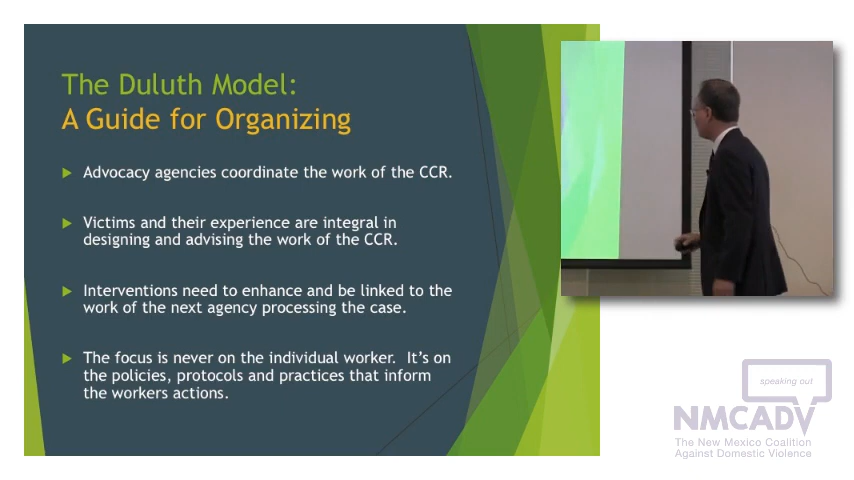 The Duluth Model:
A Guide for Organizing
Advocacy agencies coordinate the work of the CCR.
Victims and their experience are integral in
designing and advising the work of the CCR.
Interventions need to enhance and be linked to the
work of the next agency processing the case.
The focus is never on the individual worker.  It's on
the policies, protocols and practices that inform
the workers actions.
speaking out
NMCADV
The New Mexico Coalition
Against Domestic Violence